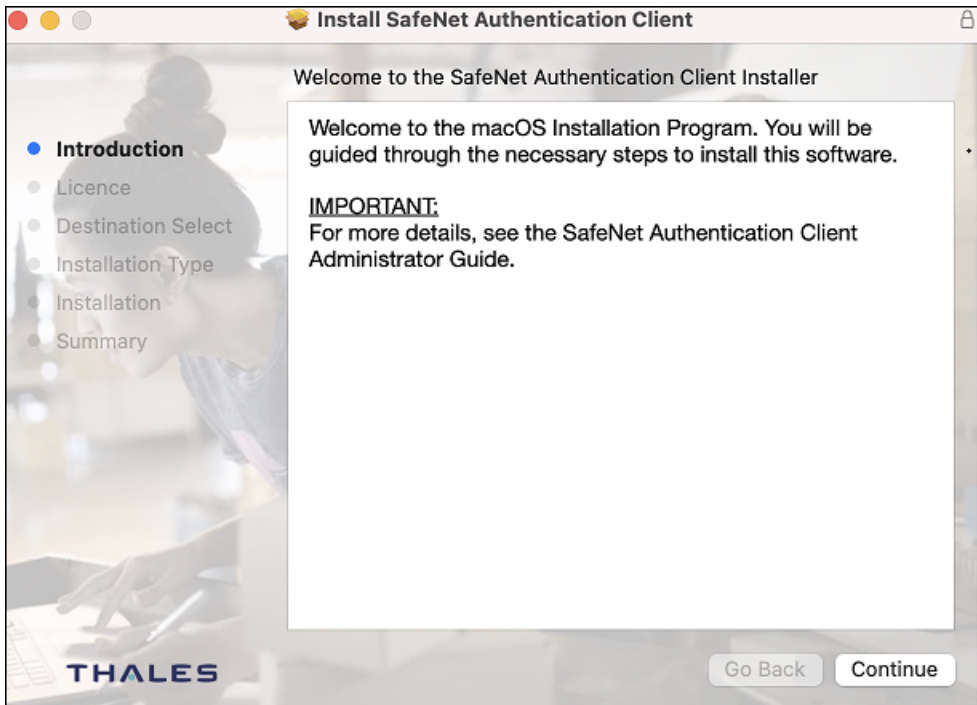 Install SafeNet Authentication Client
Welcome to the SafeNet Authentication Client Installer
Introduction
Licence
Destination Select
Installation Type
Installation
Summary
Welcome to the macOS Installation Program. You will be
guided through the necessary steps to install this software.
IMPORTANT:
For more details, see the SafeNet Authentication Client
Administrator Guide.
THALES
Go Back
Continue